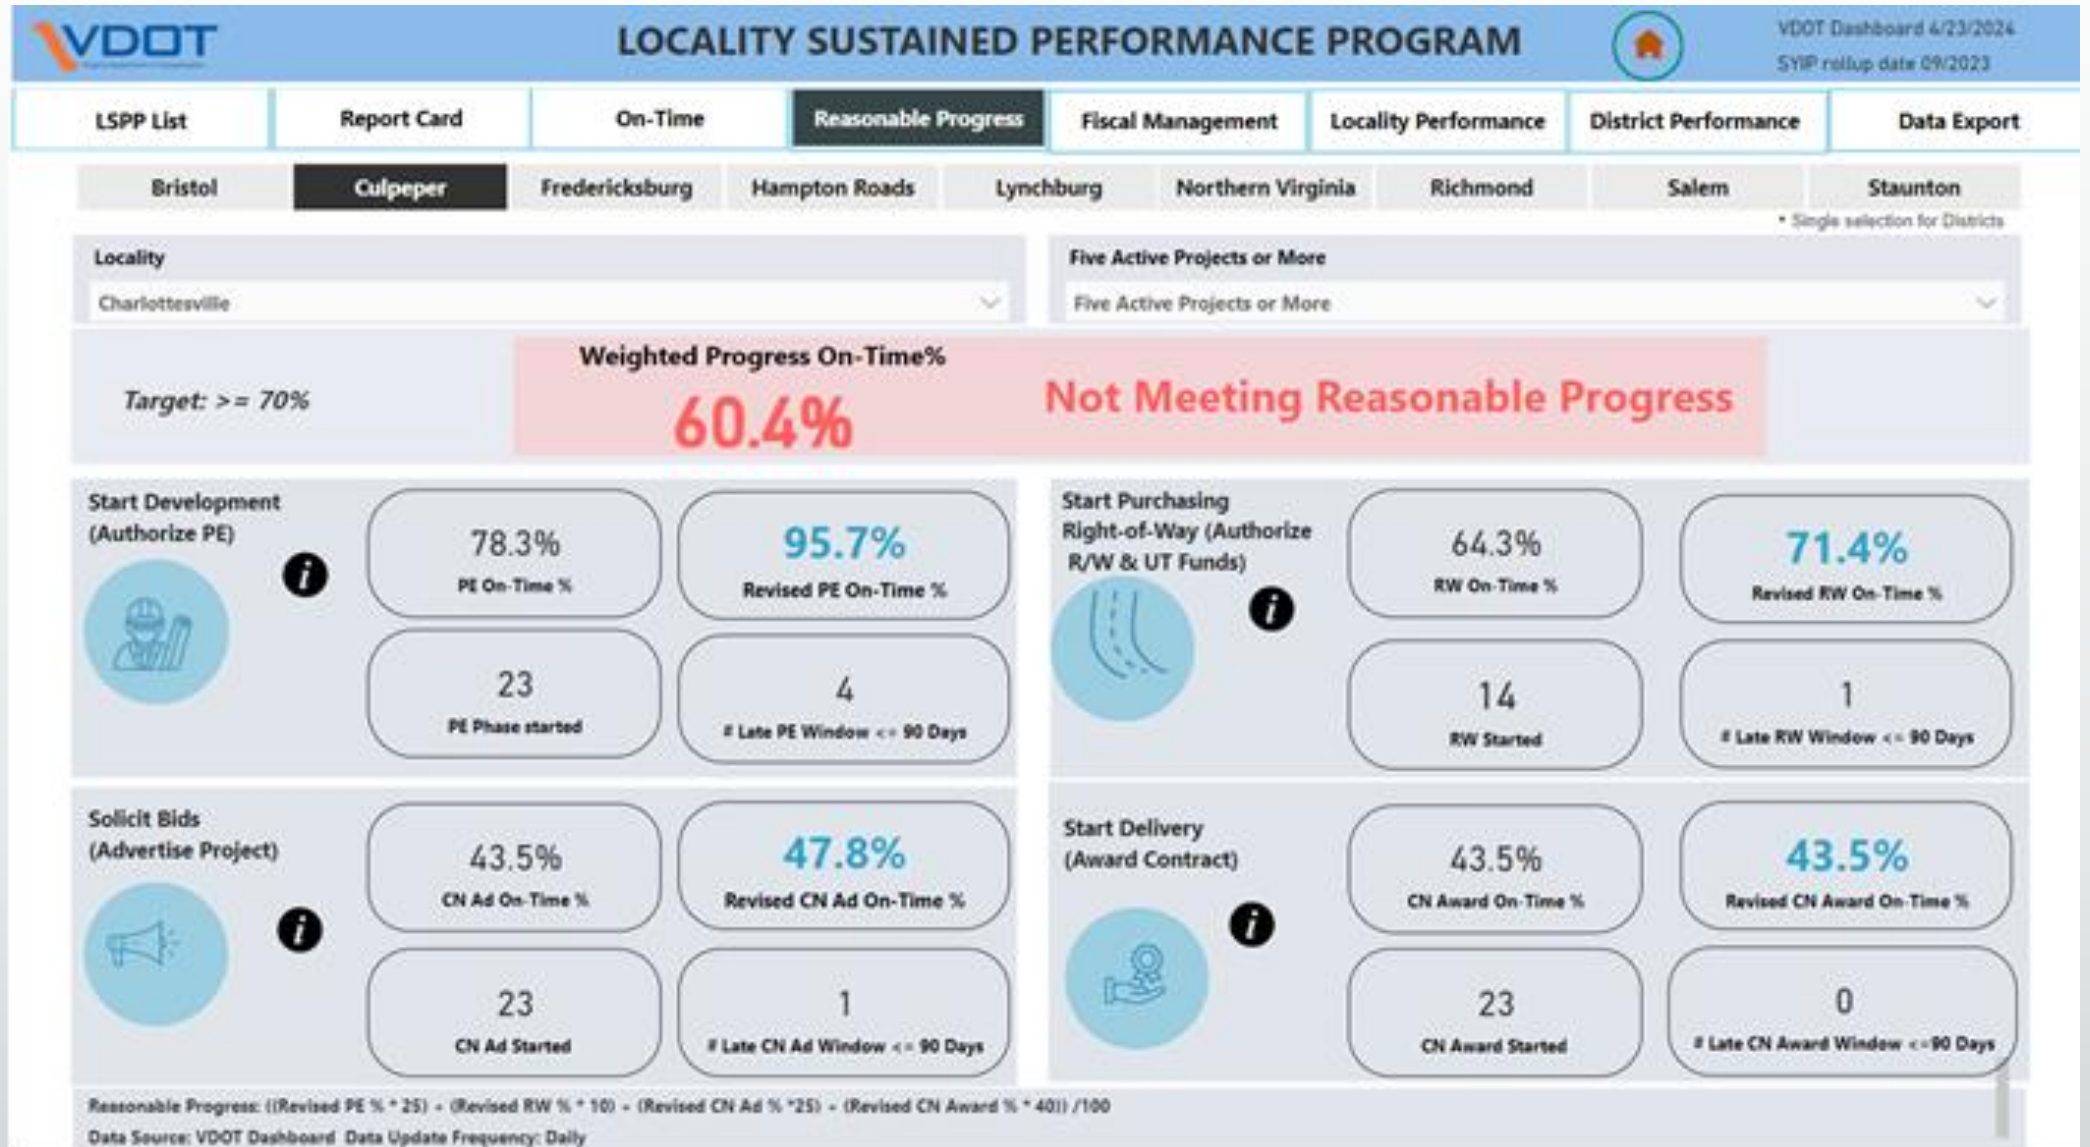 VDOT
LOCALITY SUSTAINED PERFORMANCE PROGRAM
VDOT Dashboard 4/23/2024
SYIP rollup date 09/2023
LSPP List
Report Card
On-Time
Reasonable Progress
Fiscal Management
Locality Performance
District Performance
Data Export
Bristol
Culpeper
Fredericksburg
Hampton Roads
Lynchburg
Northern Virginia
Richmond
Salem
Staunton
* Single selection for Districts
Locality
Charlottesville
Five Active Projects or More
Five Active Projects or More
Target: >= 70%
Weighted Progress On-Time%
60.4%
Not Meeting Reasonable Progress
Start Development
(Authorize PE)
i
78.3%
PE On-Time %
95.7%
Revised PE On-Time %
23
PE Phase started
4
# Late PE Window <= 90 Days
Start Purchasing
Right-of-Way (Authorize
R/W & UT Funds)
i
64.3%
RW On-Time %
71.4%
Revised RW On-Time %
14
RW Started
1
# Late RW Window <= 90 Days
Solicit Bids
(Advertise Project)
i
43.5%
CN Ad On-Time %
47.8%
Revised CN Ad On-Time %
23
CN Ad Started
1
# Late CN Ad Window <= 90 Days
Start Delivery
(Award Contract)
i
43.5%
CN Award On-Time %
43.5%
Revised CN Award On-Time %
23
CN Award Started
0
# Late CN Award Window <=90 Days
Reasonable Progress: ((Revised PE % * 25) + (Revised RW % * 10) + (Revised CN Ad % *25) + (Revised CN Award % * 40)) /100
Data Source: VDOT Dashboard Data Update Frequency: Daily